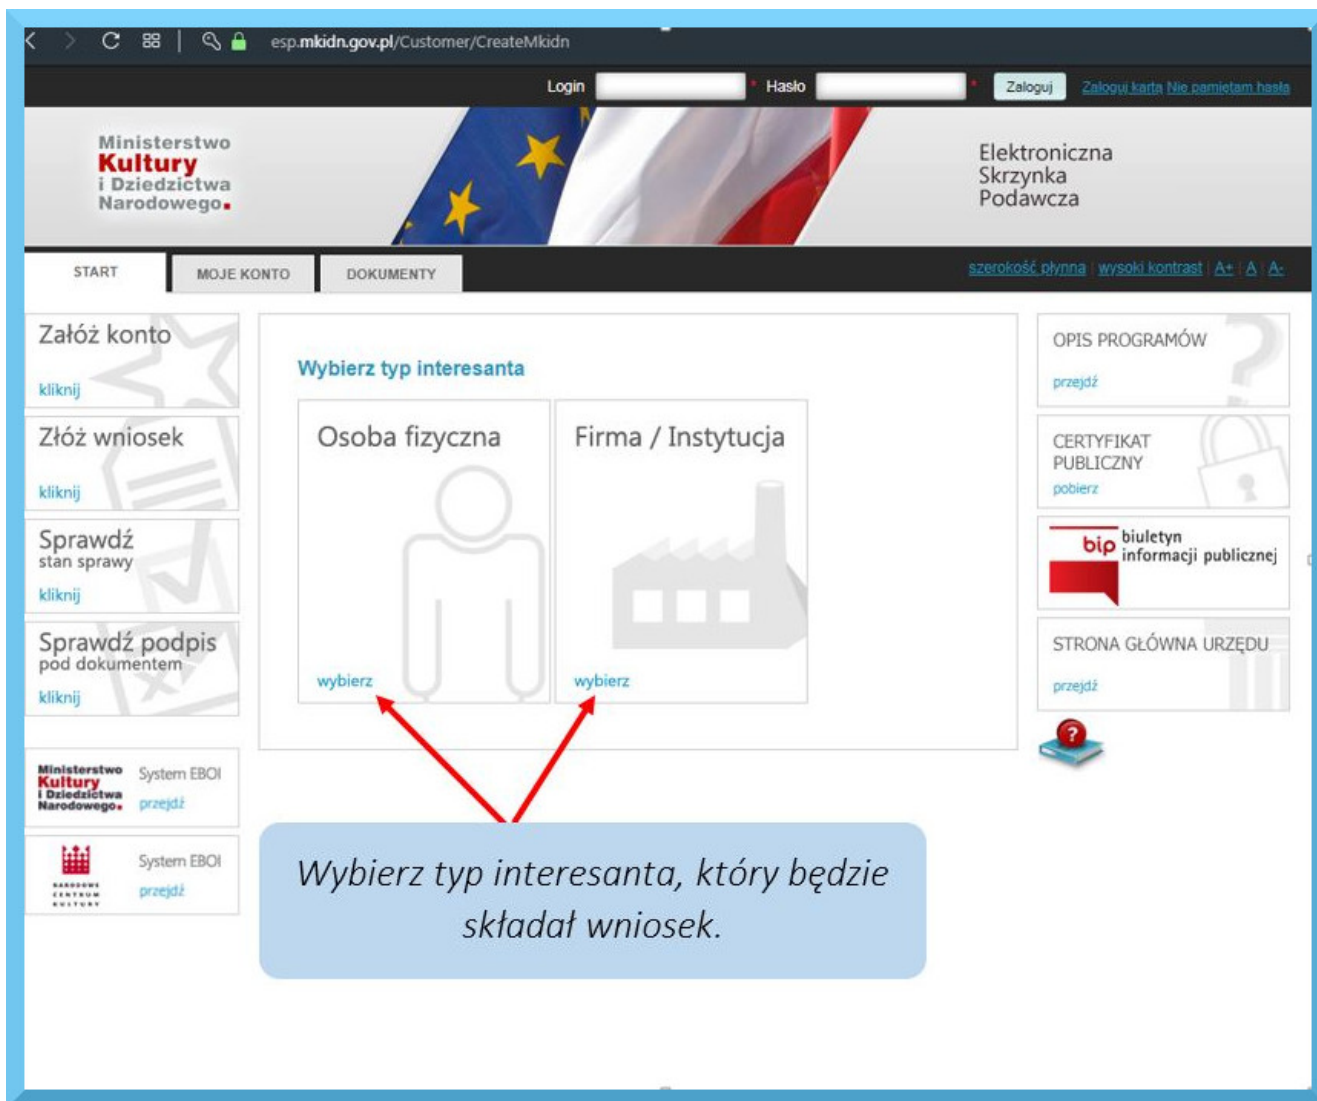 esp.mkidn.gov.pl/Customer/CreateMkidn
Login * Hasło * Zaloguj Zaloguj kartą Nie pamiętam hasła
Ministerstwo
Kultury
i Dziedzictwa
Narodowego.
Elektroniczna
Skrzynka
Podawcza
START MOJE KONTO DOKUMENTY
szerokość płynna | wysoki kontrast | A+ | A | A-
Załóż konto
kliknij
Złóż wniosek
kliknij
Sprawdź
stan sprawy
kliknij
Sprawdź podpis
pod dokumentem
kliknij
Ministerstwo
Kultury
i Dziedzictwa
Narodowego.
System EBOI
przejdź
NARODOWE
CENTRUM
KULTURY
System EBOI
przejdź
Wybierz typ interesanta
Osoba fizyczna
wybierz
Firma / Instytucja
wybierz
Wybierz typ interesanta, który będzie
składał wniosek.
OPIS PROGRAMÓW
przejdź
?
CERTYFIKAT
PUBLICZNY
pobierz
bip biuletyn
informacji publicznej
STRONA GŁÓWNA URZĘDU
przejdź
?